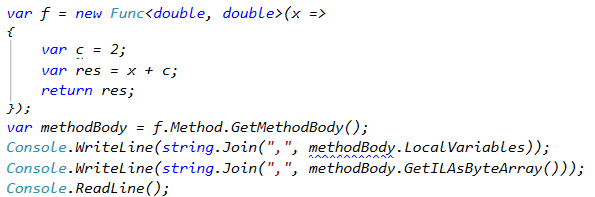 var f = new Func<double, double>(x =>
{
    var c = 2;
    var res = x + c;
    return res;
});
var methodBody = f.Method.GetMethodBody();
Console.WriteLine(string.Join(",", methodBody.LocalVariables));
Console.WriteLine(string.Join(",", methodBody.GetILAsByteArray()));
Console.ReadLine();